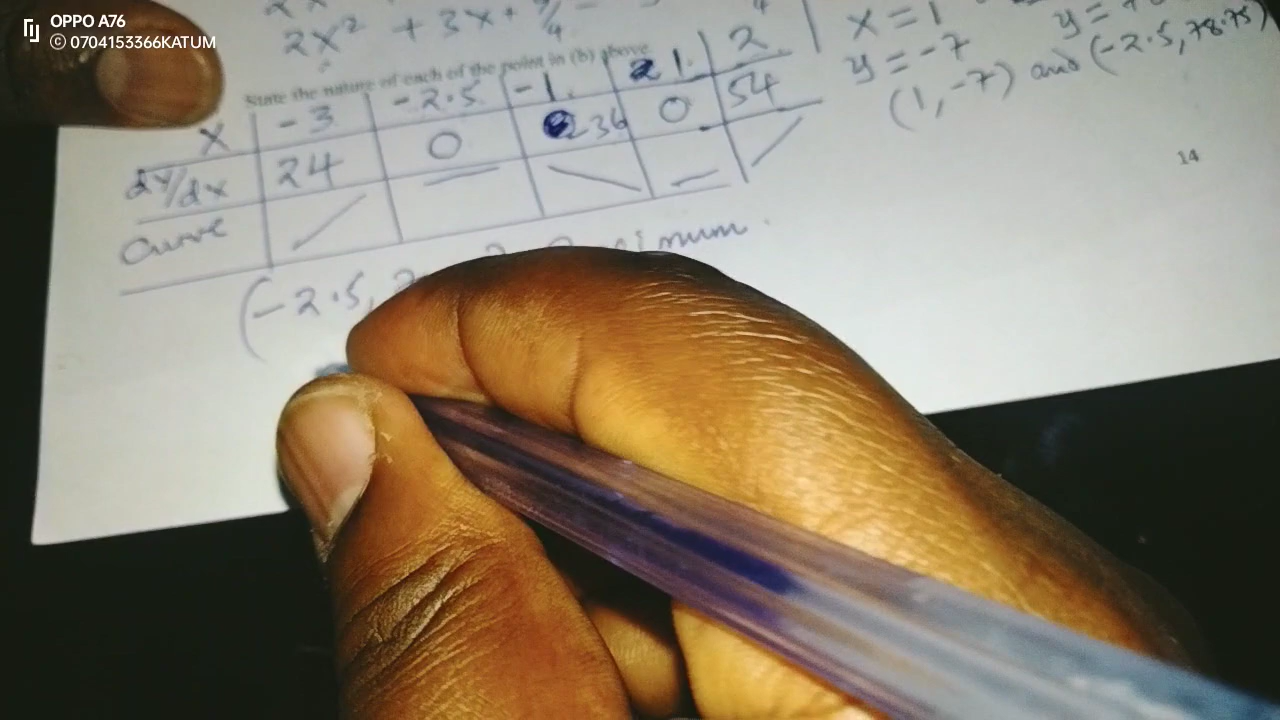 OPPO A76
© 0704153366KATUM
2x² + 3x +
x = 1
y = -7
(1, -7) and (-2.5, 78.75)
State the nature of each of the point in (b) above
x -3 -2.5 -1 1 2
dy/dx 24 0 36 0 54
Curve / — \ — /
(-2.5,
14